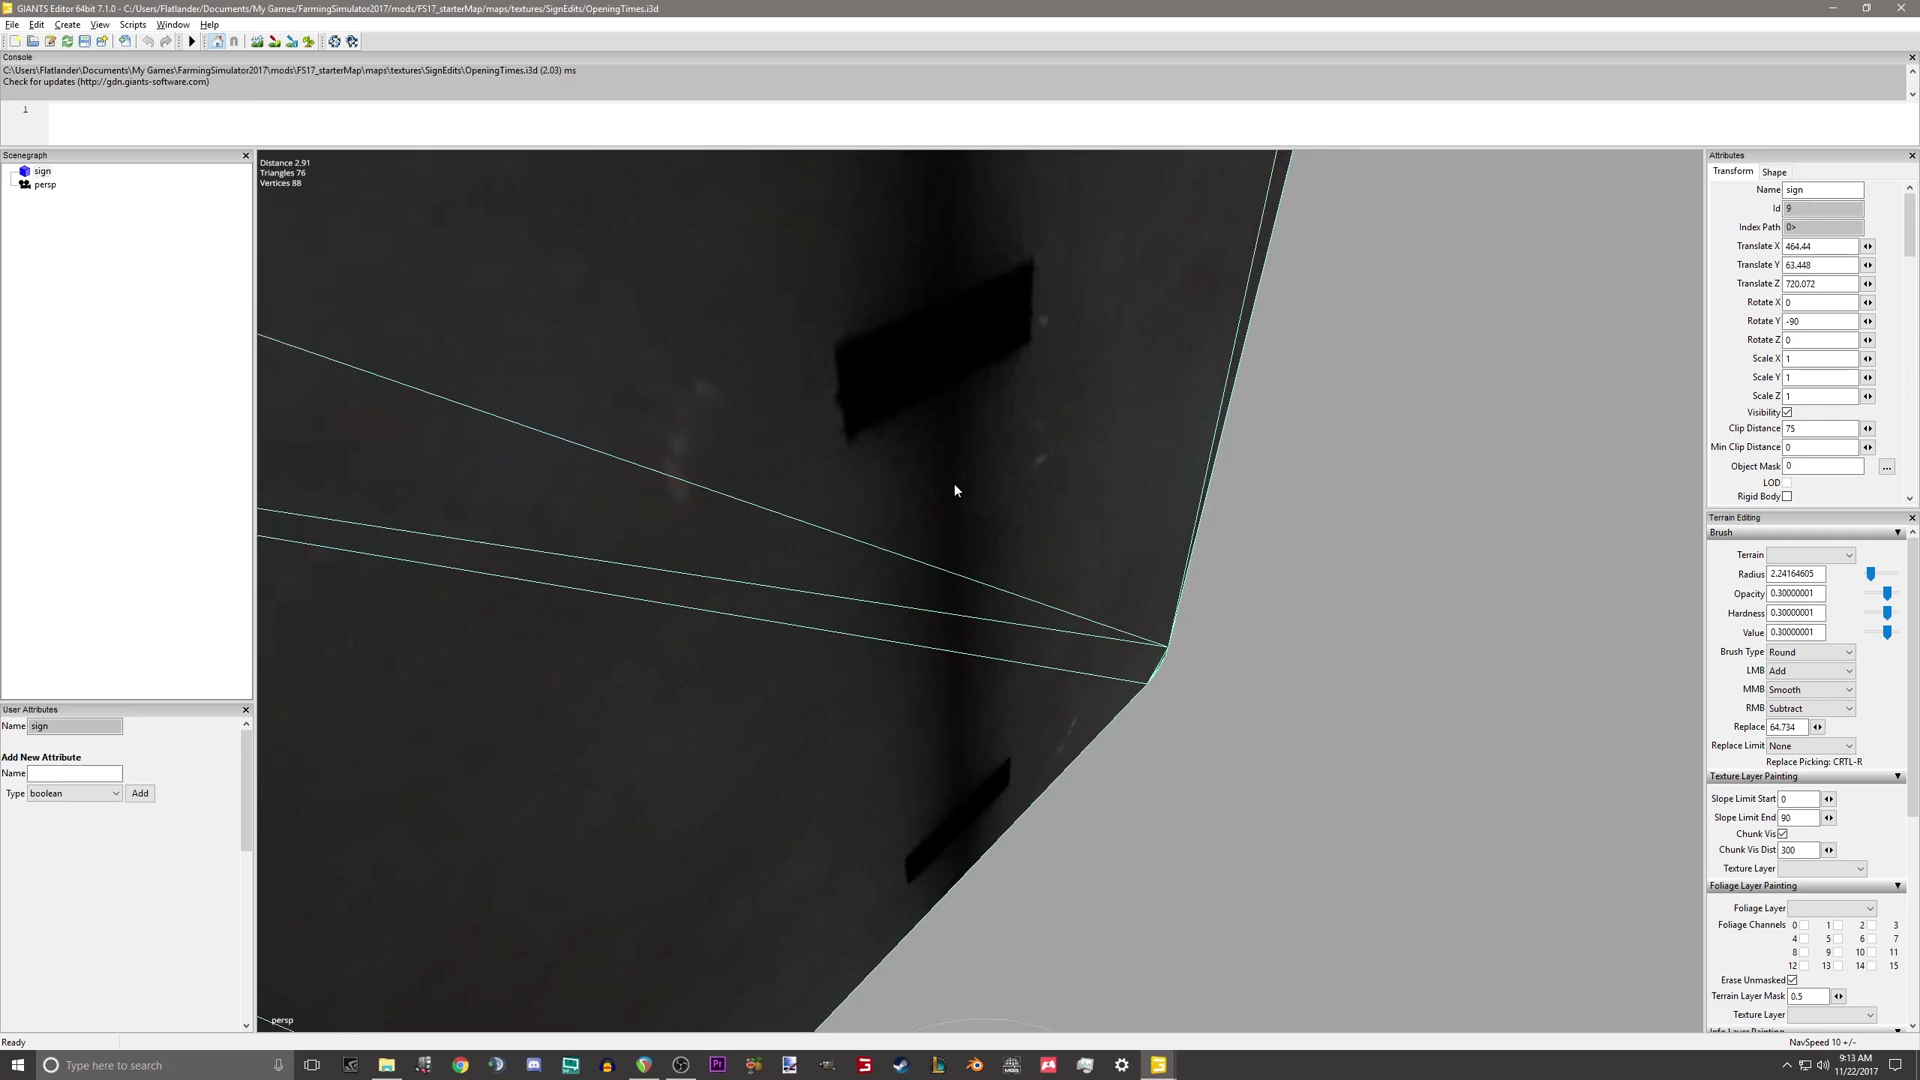 GIANTS Editor 64bit 7.1.0 - C:/Users/Flatlander/Documents/My Games/FarmingSimulator2017/mods/FS17_starterMap/maps/textures/SignEdits/OpeningTimes.i3d
File Edit Create View Scripts Window Help
Console
C:\Users\Flatlander\Documents\My Games\FarmingSimulator2017\mods\FS17_starterMap\maps\textures\SignEdits\OpeningTimes.i3d (2.03) ms
Check for updates (http://gdn.giants-software.com)
1
Scenegraph
sign
persp
Distance 2.91
Triangles 76
Vertices 88
persp
User Attributes
Name sign
Add New Attribute
Name
Type boolean Add
Attributes
Transform Shape
Name sign
Id 9
Index Path 0>
Translate X 464.44
Translate Y 63.448
Translate Z 720.072
Rotate X 0
Rotate Y -90
Rotate Z 0
Scale X 1
Scale Y 1
Scale Z 1
Visibility
Clip Distance 75
Min Clip Distance 0
Object Mask 0 ...
LOD
Rigid Body
Terrain Editing
Brush
Terrain
Radius 2.24164605
Opacity 0.30000001
Hardness 0.30000001
Value 0.30000001
Brush Type Round
LMB Add
MMB Smooth
RMB Subtract
Replace 64.734
Replace Limit None
Replace Picking: CRTL-R
Texture Layer Painting
Slope Limit Start 0
Slope Limit End 90
Chunk Vis
Chunk Vis Dist 300
Texture Layer
Foliage Layer Painting
Foliage Layer
Foliage Channels 0 1 2 3
4 5 6 7
8 9 10 11
12 13 14 15
Erase Unmasked
Terrain Layer Mask 0.5
Texture Layer
Info Layer Painting
Ready
NavSpeed 10 +/-
Type here to search
9:13 AM
11/22/2017